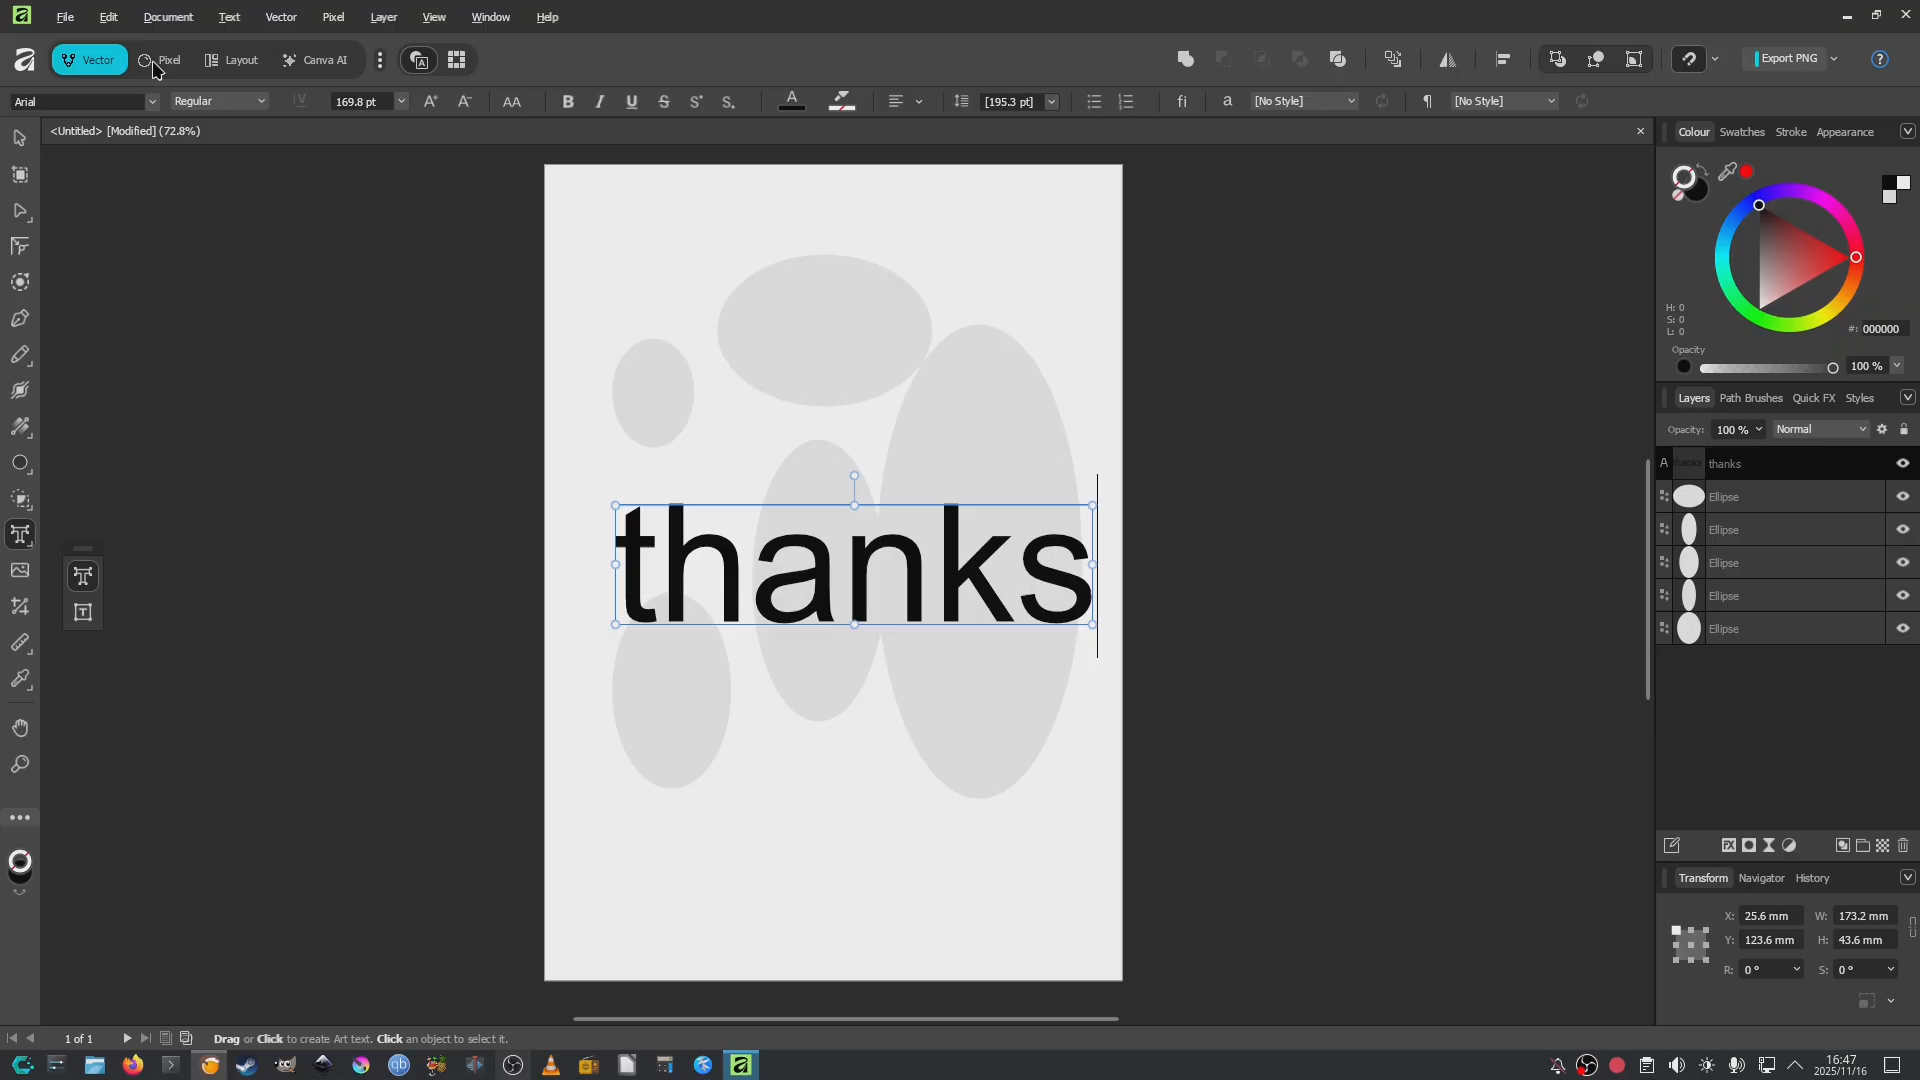 File Edit Document Text Vector Pixel Layer View Window Help
Vector Pixel Layout Canva AI Export PNG
Arial Regular 169.8 pt [195.3 pt] [No Style] [No Style]
<Untitled> [Modified] (72.8%)
Colour Swatches Stroke Appearance
H: 0
S: 0
L: 0
#: 000000
Opacity
100 %
Layers Path Brushes Quick FX Styles
Opacity: 100 % Normal
thanks
Ellipse
Ellipse
Ellipse
Ellipse
Ellipse
thanks
Transform Navigator History
X: 25.6 mm W: 173.2 mm
Y: 123.6 mm H: 43.6 mm
R: 0 ° S: 0 °
1 of 1 Drag or Click to create Art text. Click an object to select it.
16:47
2025/11/16